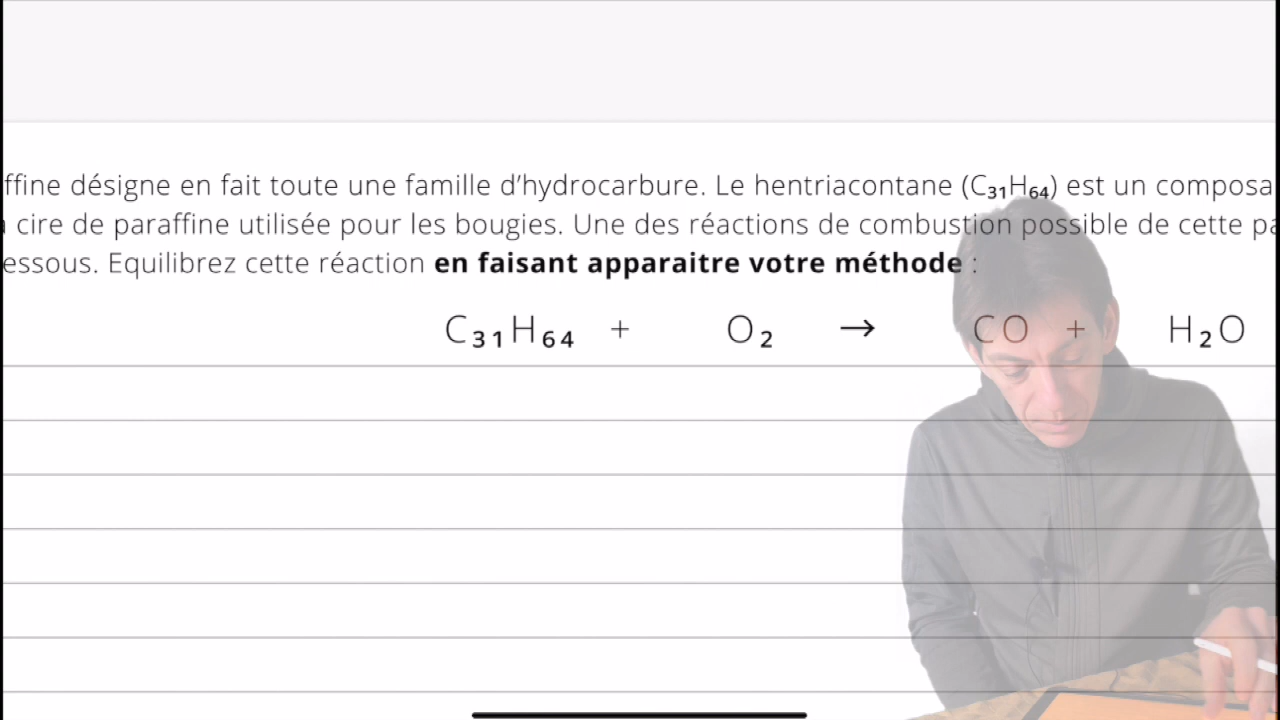 ffine désigne en fait toute une famille d'hydrocarbure. Le hentriacontane (C₃₁H₆₄) est un composa
cire de paraffine utilisée pour les bougies. Une des réactions de combustion possible de cette pa
essous. Equilibrez cette réaction en faisant apparaitre votre méthode :
C₃₁H₆₄ + O₂ → CO + H₂O